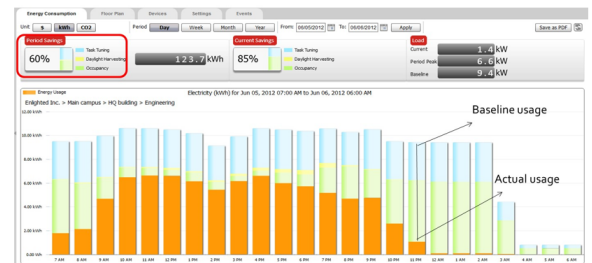 Energy Consumption Floor Plan Devices Settings Events
Unit $ kWh CO2 Period Day Week Month Year From: 06/05/2012 To: 06/06/2012 Apply Save as PDF
Period Savings Current Savings Load
60% Task Tuning Daylight Harvesting Occupancy
123.7 kWh
85% Task Tuning Daylight Harvesting Occupancy
Current 1.4 kW
Period Peak 6.6 kW
Baseline 9.4 kW
Energy Usage
Electricity (kWh) for Jun 05, 2012 07:00 AM to Jun 06, 2012 06:00 AM
Enlighted Inc. > Main campus > HQ building > Engineering
12.00 kWh
Baseline usage
10.00 kWh
8.00 kWh
Actual usage
6.00 kWh
4.00 kWh
2.00 kWh
0.00 kWh
7 AM 8 AM 9 AM 10 AM 11 AM 12 PM 1 PM 2 PM 3 PM 4 PM 5 PM 6 PM 7 PM 8 PM 9 PM 10 PM 11 PM 12 AM 1 AM 2 AM 3 AM 4 AM 5 AM 6 AM